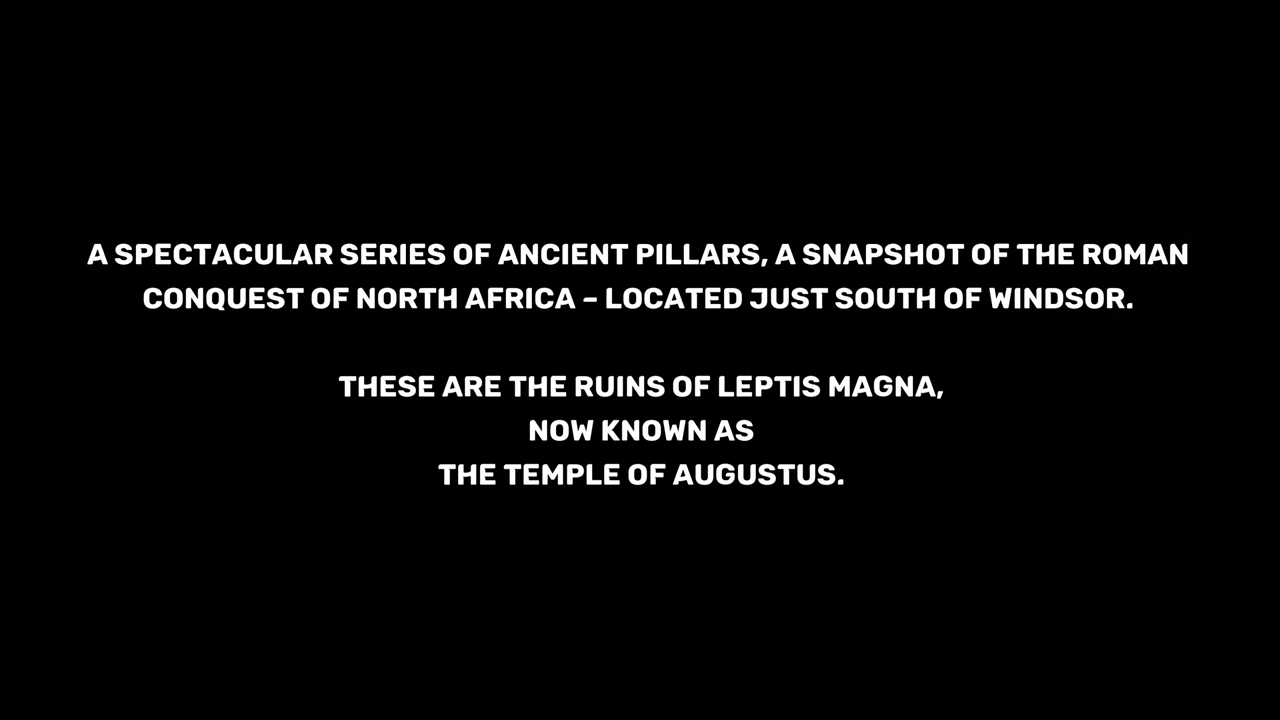 A SPECTACULAR SERIES OF ANCIENT PILLARS, A SNAPSHOT OF THE ROMAN
CONQUEST OF NORTH AFRICA – LOCATED JUST SOUTH OF WINDSOR.
THESE ARE THE RUINS OF LEPTIS MAGNA,
NOW KNOWN AS
THE TEMPLE OF AUGUSTUS.